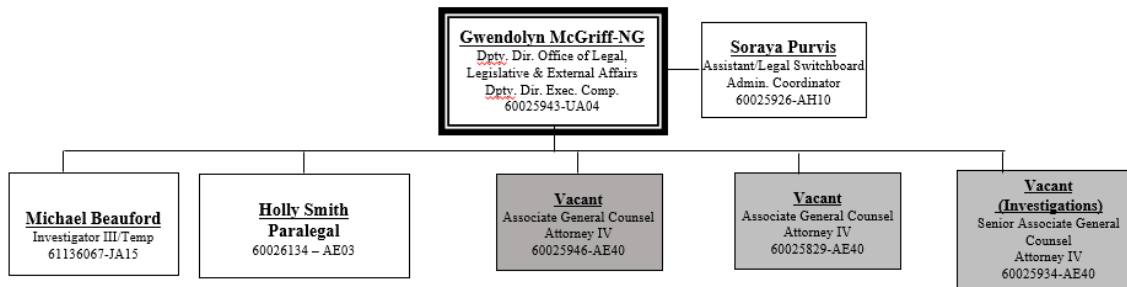 Gwendolyn McGriff-NG
Dpty. Dir. Office of Legal,
Legislative & External Affairs
Dpty. Dir. Exec. Comp.
60025943-UA04
Soraya Purvis
Assistant/Legal Switchboard
Admin. Coordinator
60025926-AH10
Michael Beauford
Investigator III/Temp
61136067-JA15
Holly Smith
Paralegal
60026134 – AE03
Vacant
Associate General Counsel
Attorney IV
60025946-AE40
Vacant
Associate General Counsel
Attorney IV
60025829-AE40
Vacant
(Investigations)
Senior Associate General
Counsel
Attorney IV
60025934-AE40